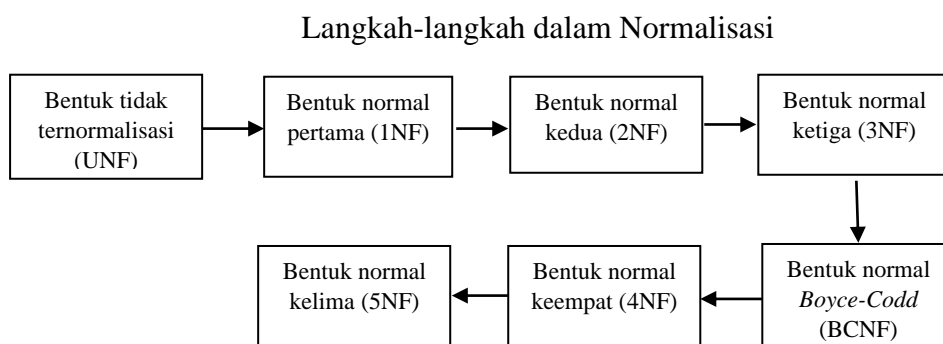 Langkah-langkah dalam Normalisasi
Bentuk tidak
ternormalisasi
(UNF)
Bentuk normal
pertama (1NF)
Bentuk normal
kedua (2NF)
Bentuk normal
ketiga (3NF)
Bentuk normal
Boyce-Codd
(BCNF)
Bentuk normal
keempat (4NF)
Bentuk normal
kelima (5NF)